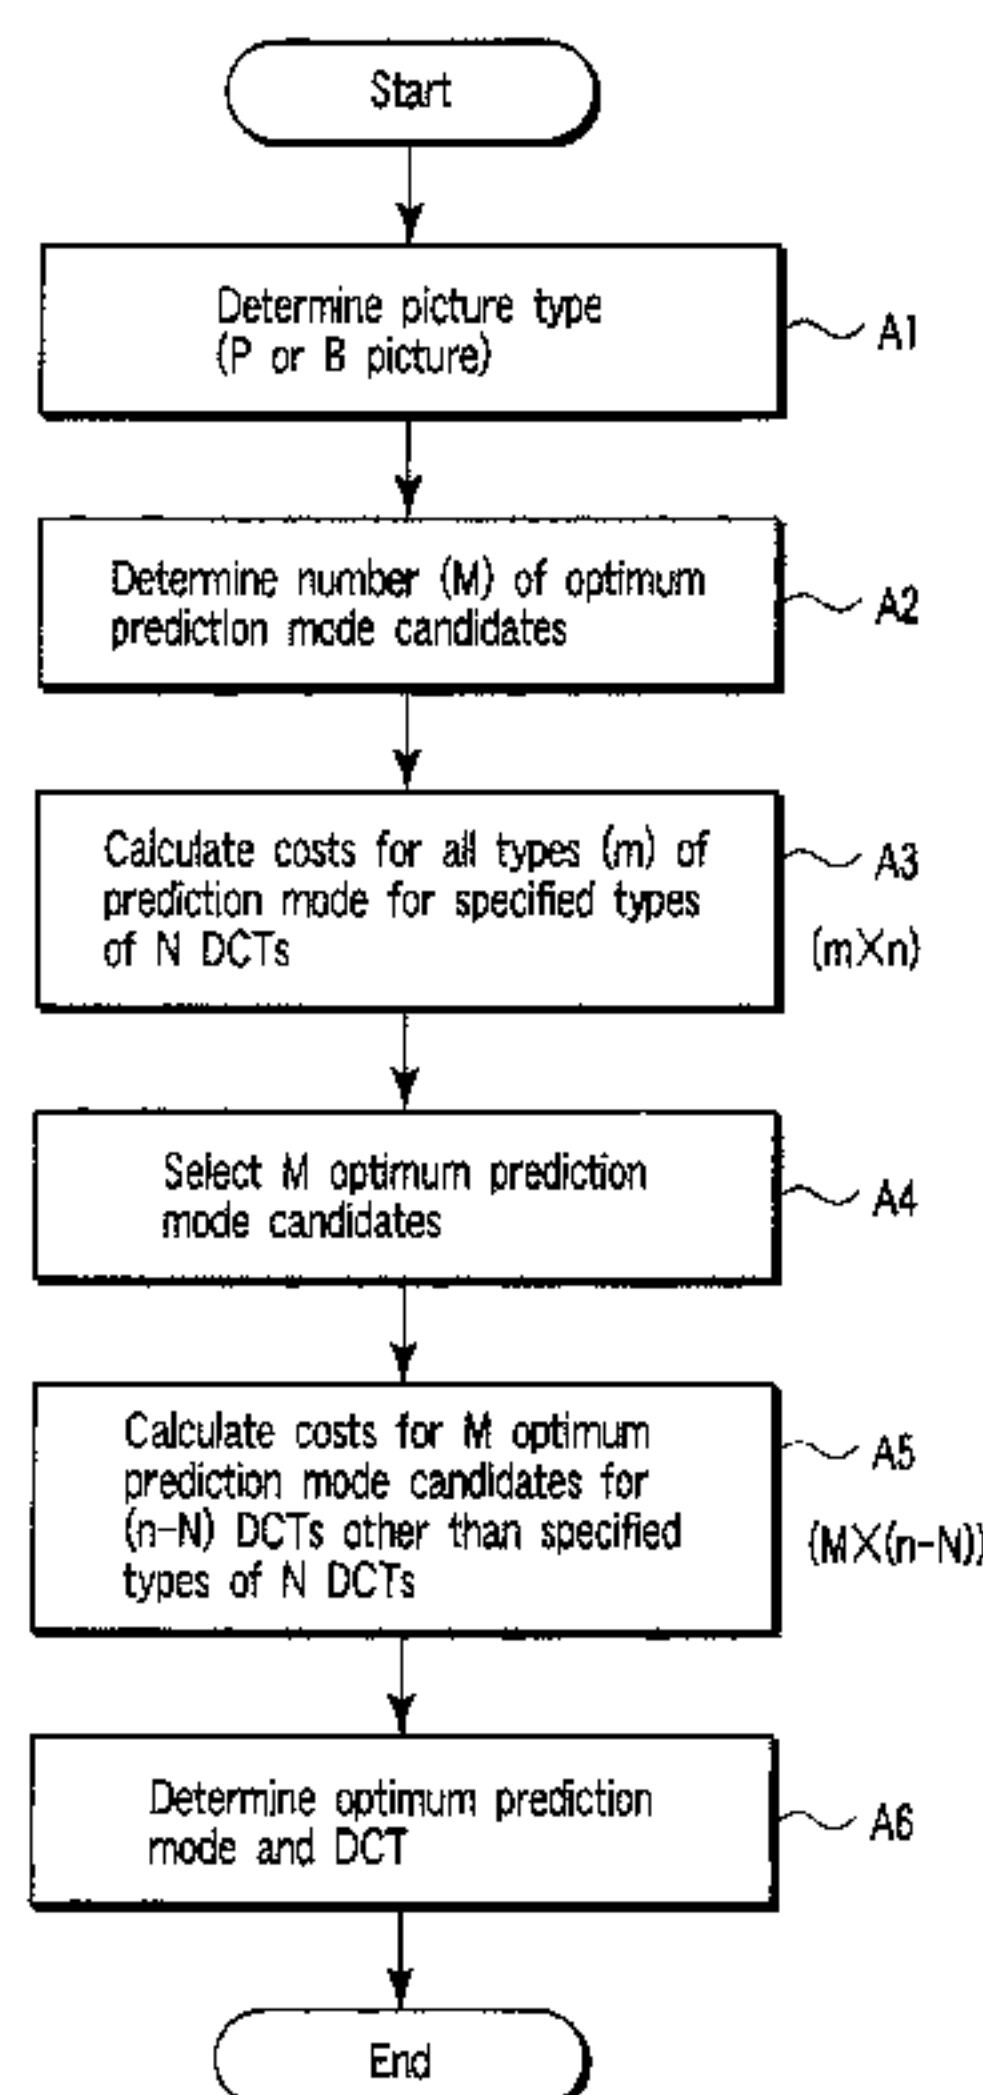 Start
Determine picture type
(P or B picture)
A1
Determine number (M) of optimum
prediction mode candidates
A2
Calculate costs for all types (m) of
prediction mode for specified types
of N DCTs
A3
(m×n)
Select M optimum prediction
mode candidates
A4
Calculate costs for M optimum
prediction mode candidates for
(n-N) DCTs other than specified
types of N DCTs
A5
(M×(n-N))
Determine optimum prediction
mode and DCT
A6
End